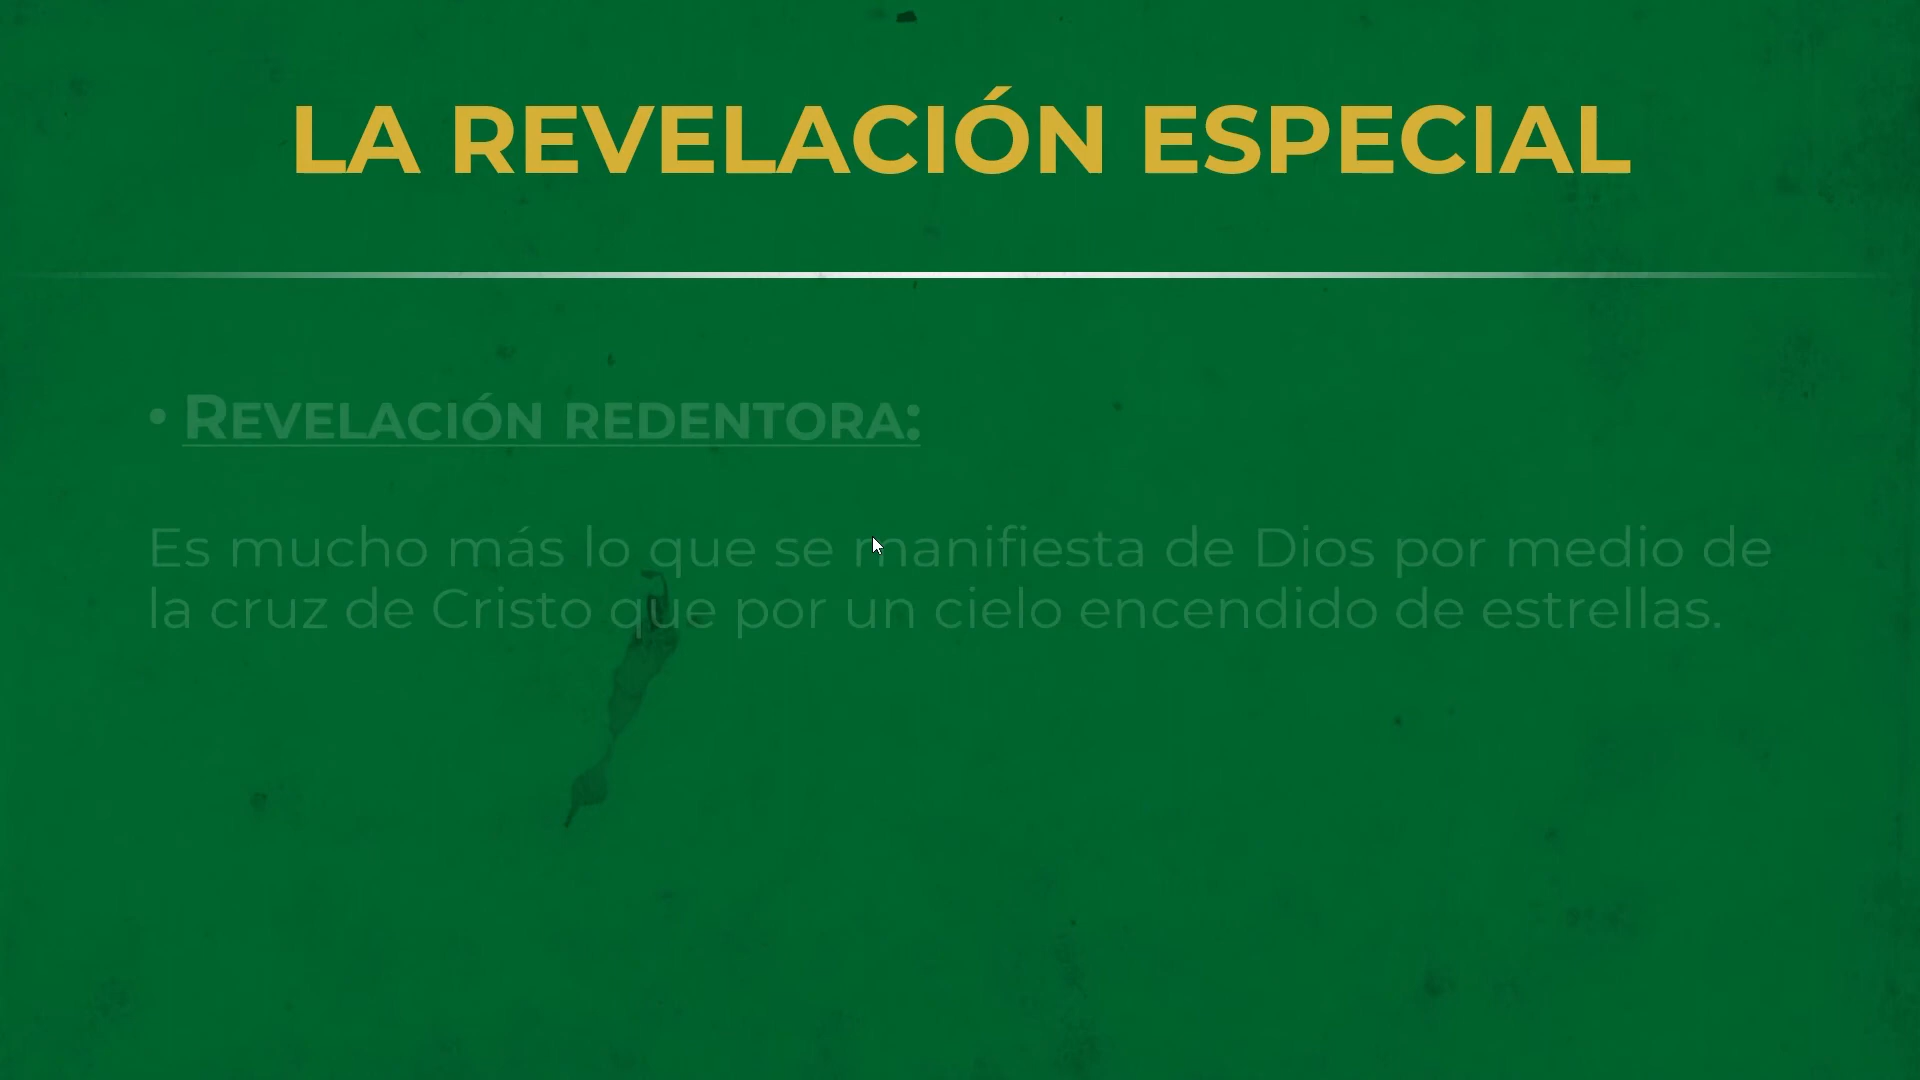 LA REVELACIÓN ESPECIAL
• REVELACIÓN REDENTORA:
Es mucho más lo que se manifiesta de Dios por medio de
la cruz de Cristo que por un cielo encendido de estrellas.